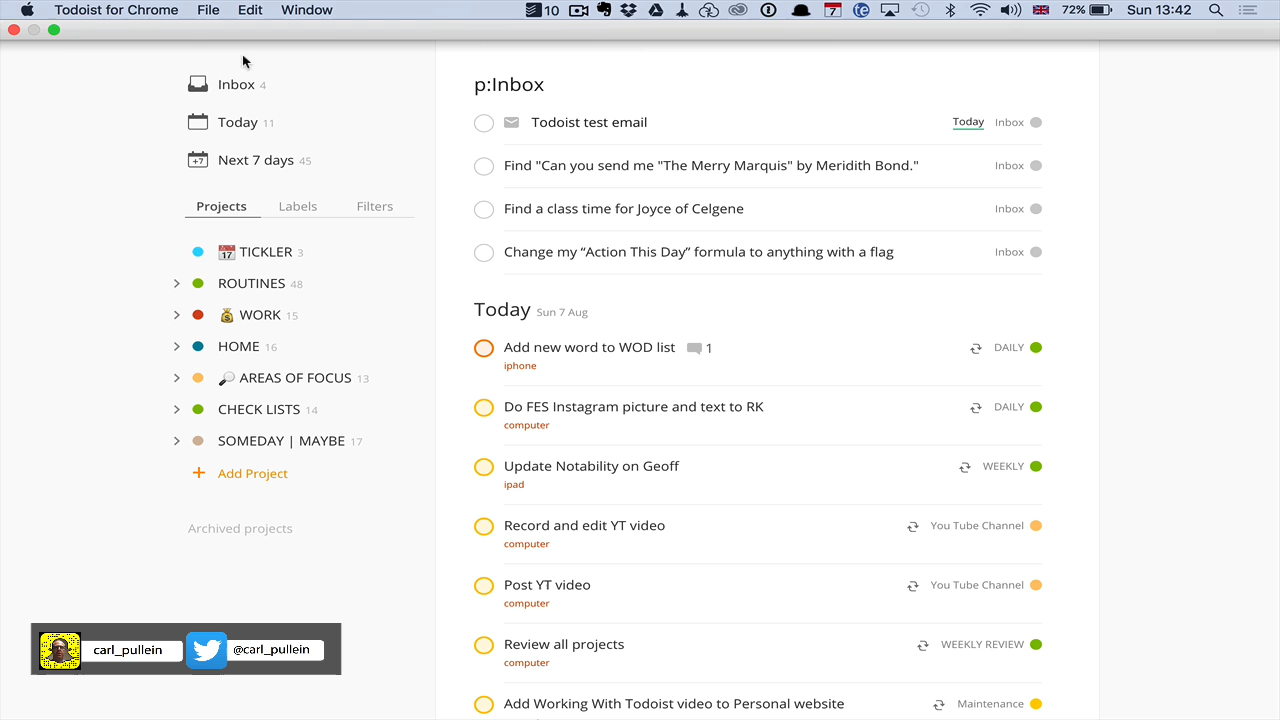 Todoist for Chrome File Edit Window 10 7 72% Sun 13:42
Inbox 4
Today 11
+7 Next 7 days 45
Projects Labels Filters
17 TICKLER 3
ROUTINES 48
WORK 15
HOME 16
AREAS OF FOCUS 13
CHECK LISTS 14
SOMEDAY | MAYBE 17
+ Add Project
Archived projects
carl_pullein @carl_pullein
p:Inbox
Todoist test email Today Inbox
Find "Can you send me "The Merry Marquis" by Meridith Bond." Inbox
Find a class time for Joyce of Celgene Inbox
Change my “Action This Day” formula to anything with a flag Inbox
Today Sun 7 Aug
Add new word to WOD list 1 DAILY
iphone
Do FES Instagram picture and text to RK DAILY
computer
Update Notability on Geoff WEEKLY
ipad
Record and edit YT video You Tube Channel
computer
Post YT video You Tube Channel
computer
Review all projects WEEKLY REVIEW
computer
Add Working With Todoist video to Personal website Maintenance